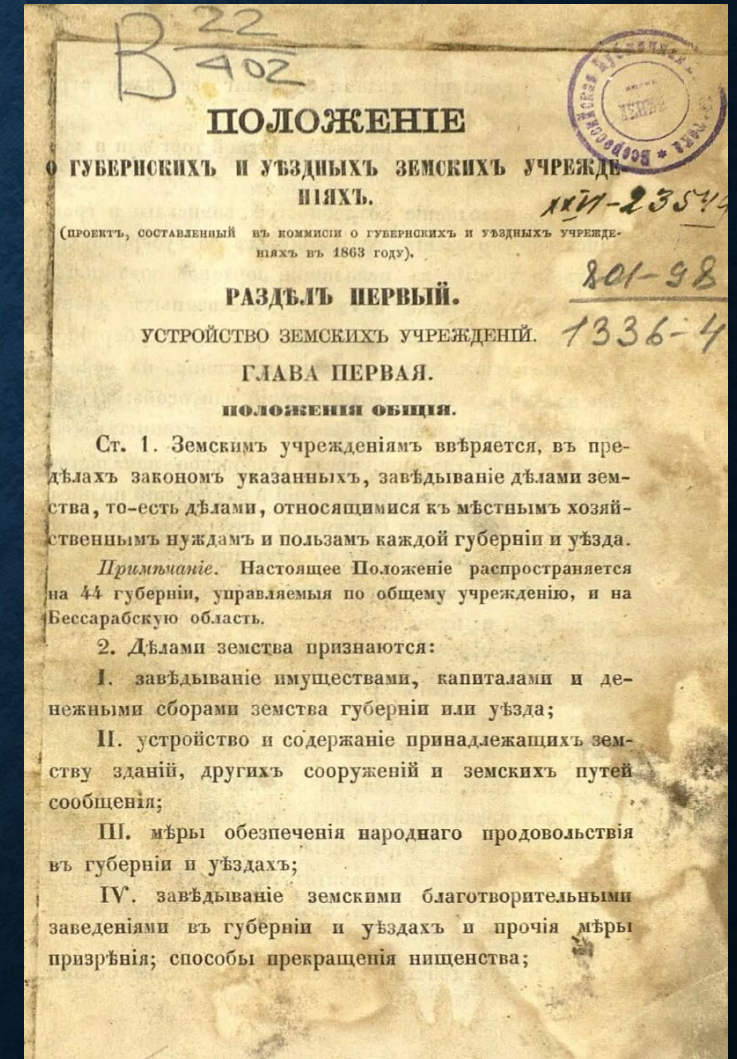 В 22
402
Всероссийская Публичная
ПОЛОЖЕНІЕ
О ГУБЕРНСКИХЪ И УѢЗДНЫХЪ ЗЕМСКИХЪ УЧРЕЖДЕ-
НІЯХЪ.
XXVI-2354
(ПРОЕКТЪ, СОСТАВЛЕННЫЙ ВЪ КОММИСІИ О ГУБЕРНСКИХЪ И УѢЗДНЫХЪ УЧРЕЖДЕ-
НІЯХЪ ВЪ 1863 ГОДУ).
801-98
РАЗДѢЛЪ ПЕРВЫЙ.
1336-4
УСТРОЙСТВО ЗЕМСКИХЪ УЧРЕЖДЕНІЙ.
ГЛАВА ПЕРВАЯ.
ПОЛОЖЕНІЯ ОБЩІЯ.
Ст. 1. Земскимъ учрежденіямъ ввѣряется, въ пре-
дѣлахъ закономъ указанныхъ, завѣдываніе дѣлами зем-
ства, то-есть дѣлами, относящимися къ мѣстнымъ хозяй-
ственнымъ нуждамъ и пользамъ каждой губерніи и уѣзда.
Примѣчаніе. Настоящее Положеніе распространяется
на 44 губерніи, управляемыя по общему учрежденію, и на
Бессарабскую область.
2. Дѣлами земства признаются:
I. завѣдываніе имуществами, капиталами и де-
нежными сборами земства губерніи или уѣзда;
II. устройство и содержаніе принадлежащихъ зем-
ству зданій, другихъ сооруженій и земскихъ путей
сообщенія;
III. мѣры обезпеченія народнаго продовольствія
въ губерніи и уѣздахъ;
IV. завѣдываніе земскими благотворительными
заведеніями въ губерніи и уѣздахъ и прочія мѣры
призрѣнія; способы прекращенія нищенства;